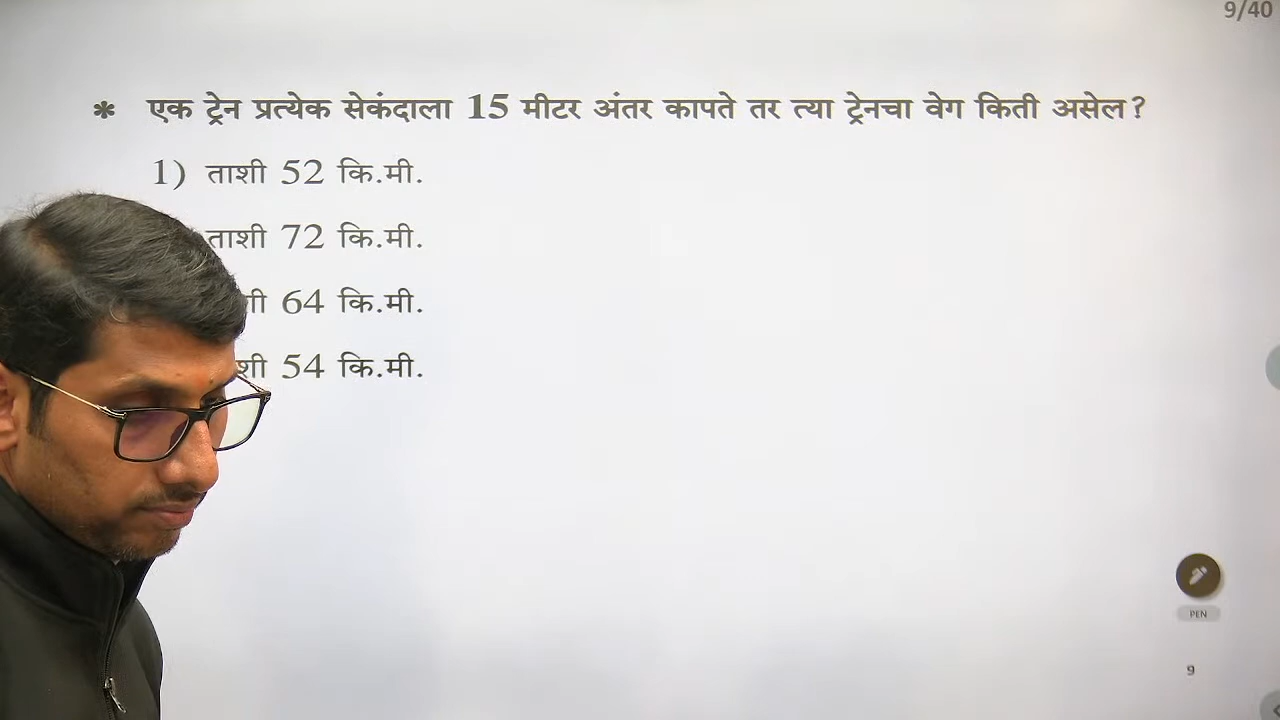 9/40
* एक ट्रेन प्रत्येक सेकंदाला 15 मीटर अंतर कापते तर त्या ट्रेनचा वेग किती असेल?
1) ताशी 52 कि.मी.
ताशी 72 कि.मी.
64 कि.मी.
54 कि.मी.
PEN
9